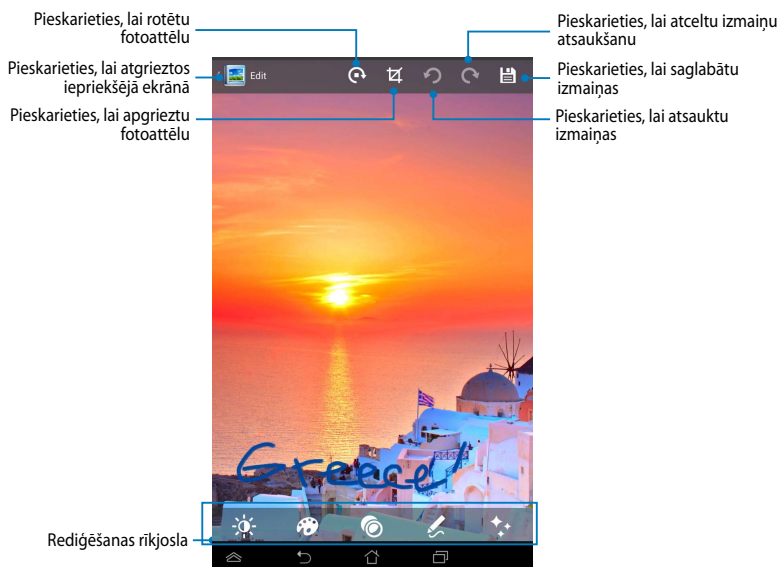 Pieskarieties, lai rotētu
fotoattēlu
Pieskarieties, lai atgrieztos
iepriekšējā ekrānā
Pieskarieties, lai apgrieztu
fotoattēlu
Edit
Pieskarieties, lai atceltu izmaiņu
atsaukšanu
Pieskarieties, lai saglabātu
izmaiņas
Pieskarieties, lai atsauktu
izmaiņas
Greece!
Rediģēšanas rīkjosla